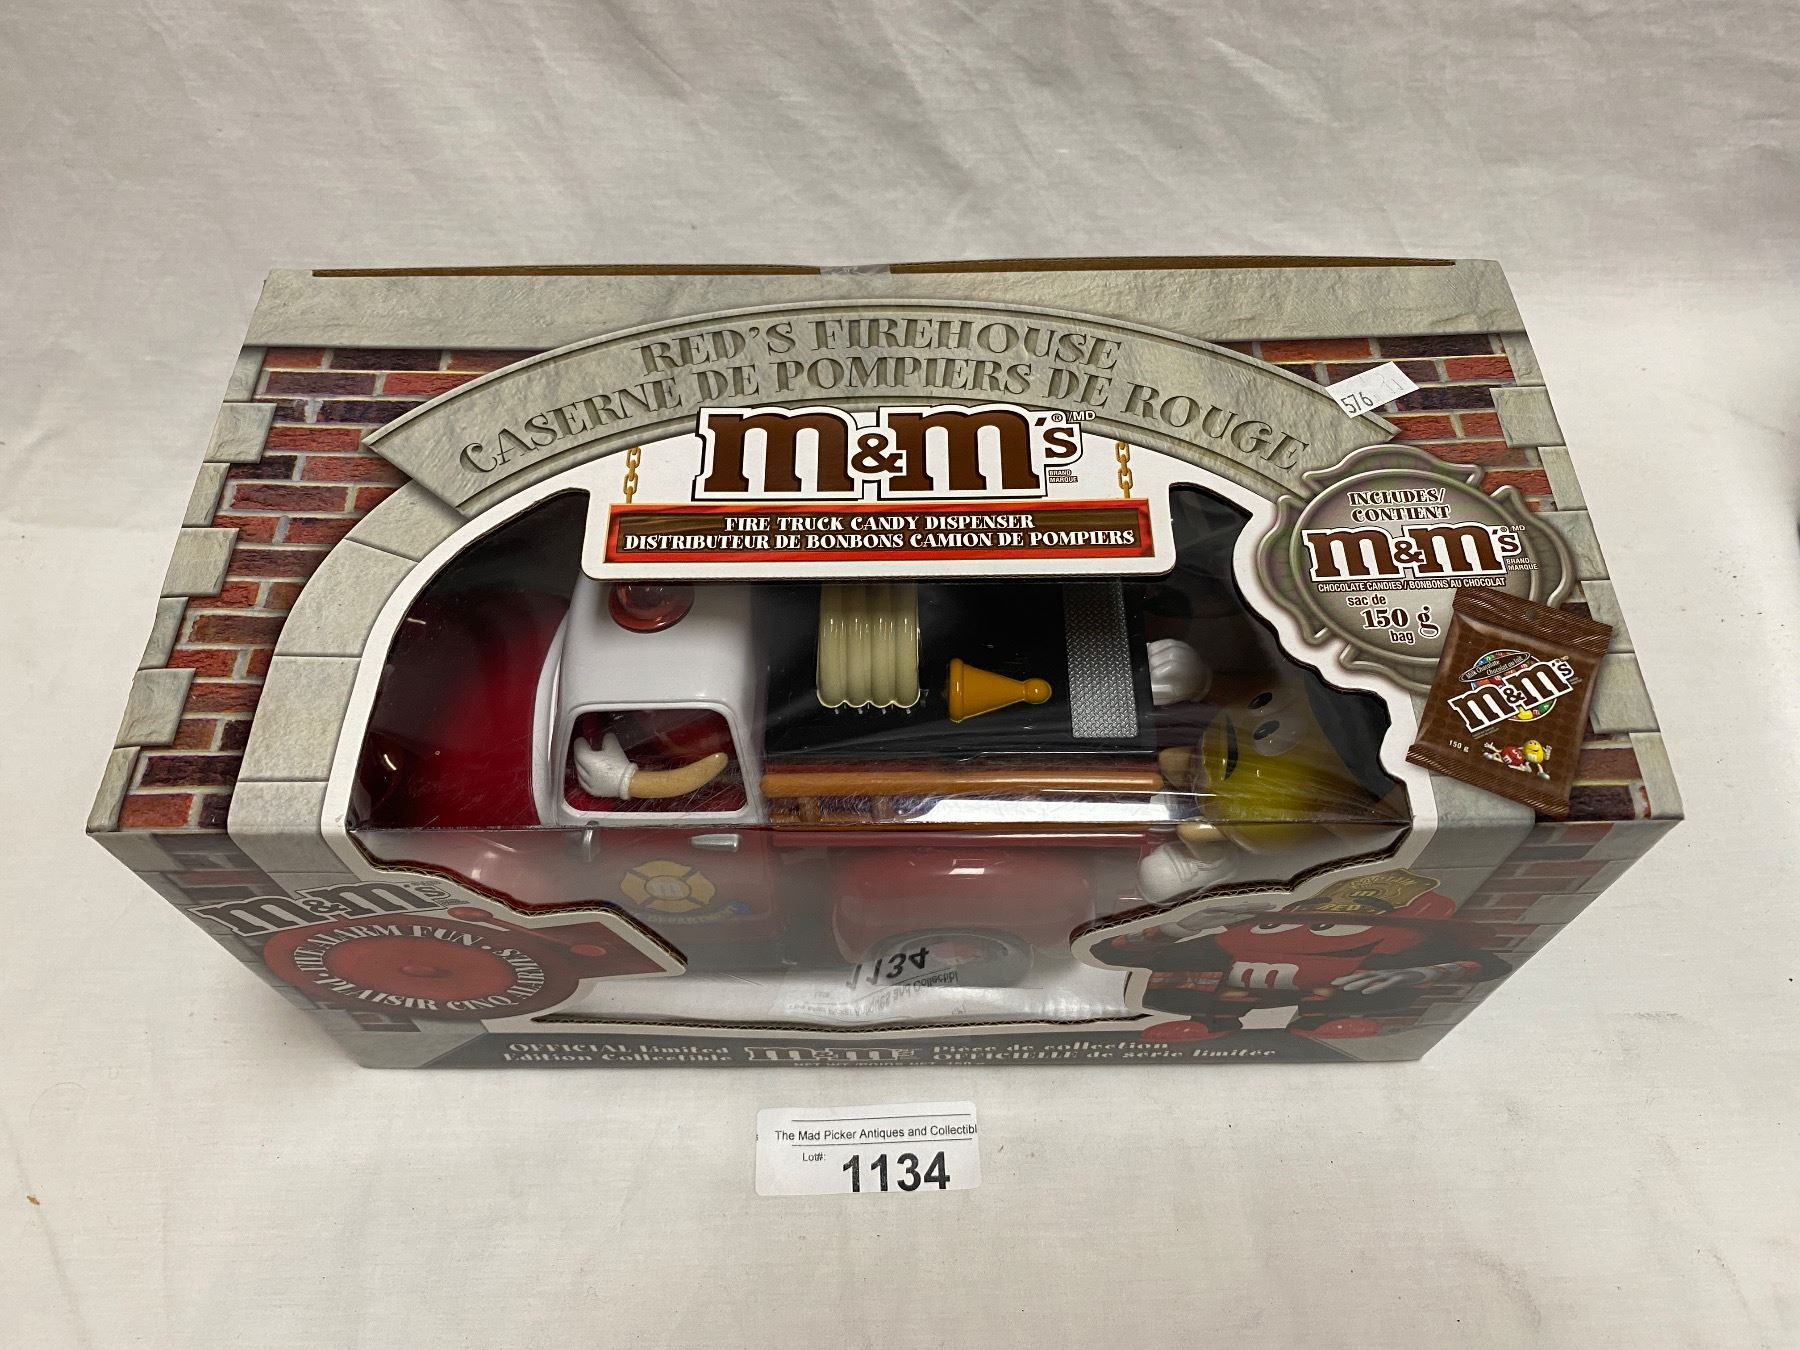 RED'S FIREHOUSE
CASERNE DE POMPIERS DE ROUGE
576
m&m's®/MD
BRAND
MARQUE
FIRE TRUCK CANDY DISPENSER
DISTRIBUTEUR DE BONBONS CAMION DE POMPIERS
INCLUDES/
CONTIENT
m&m's MD
BRAND
MARQUE
CHOCOLATE CANDIES / BONBONS AU CHOCOLAT
sac de
150 g
bag
m&m's
150 g
m
DEPARTMENT
m&m's
FIVE ALARM FUN •
PLAISIR CINQ ALARMES
RED
m
1134
OFFICIAL Limited
Edition Collectible
m&m's
Pièce de collection
OFFICIELLE de série limitée
The Mad Picker Antiques and Collectibl
Lot#:
1134